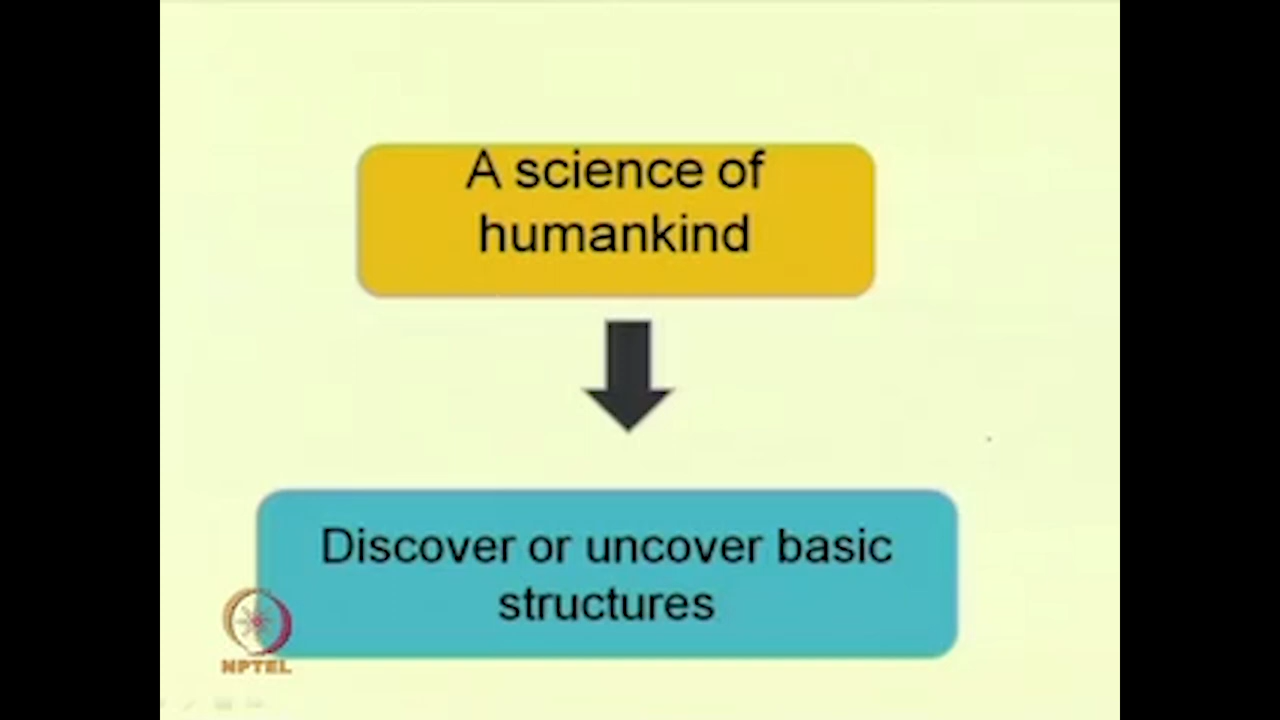 A science of
humankind
Discover or uncover basic
structures
NPTEL